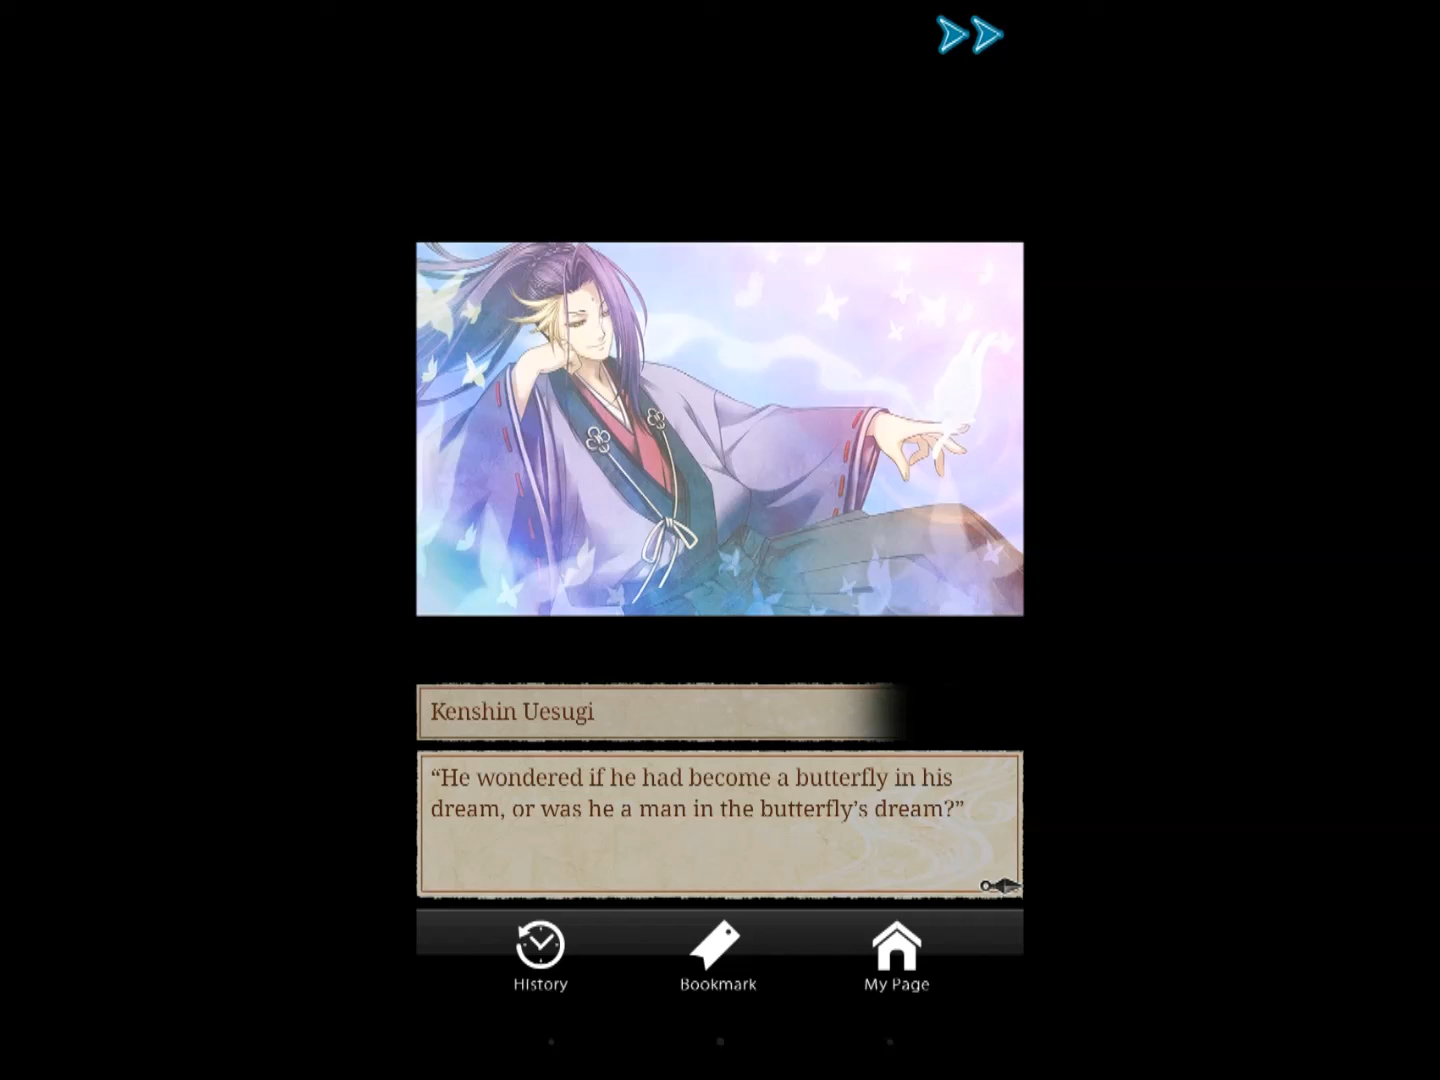 Kenshin Uesugi
“He wondered if he had become a butterfly in his
dream, or was he a man in the butterfly’s dream?”
History
Bookmark
My Page